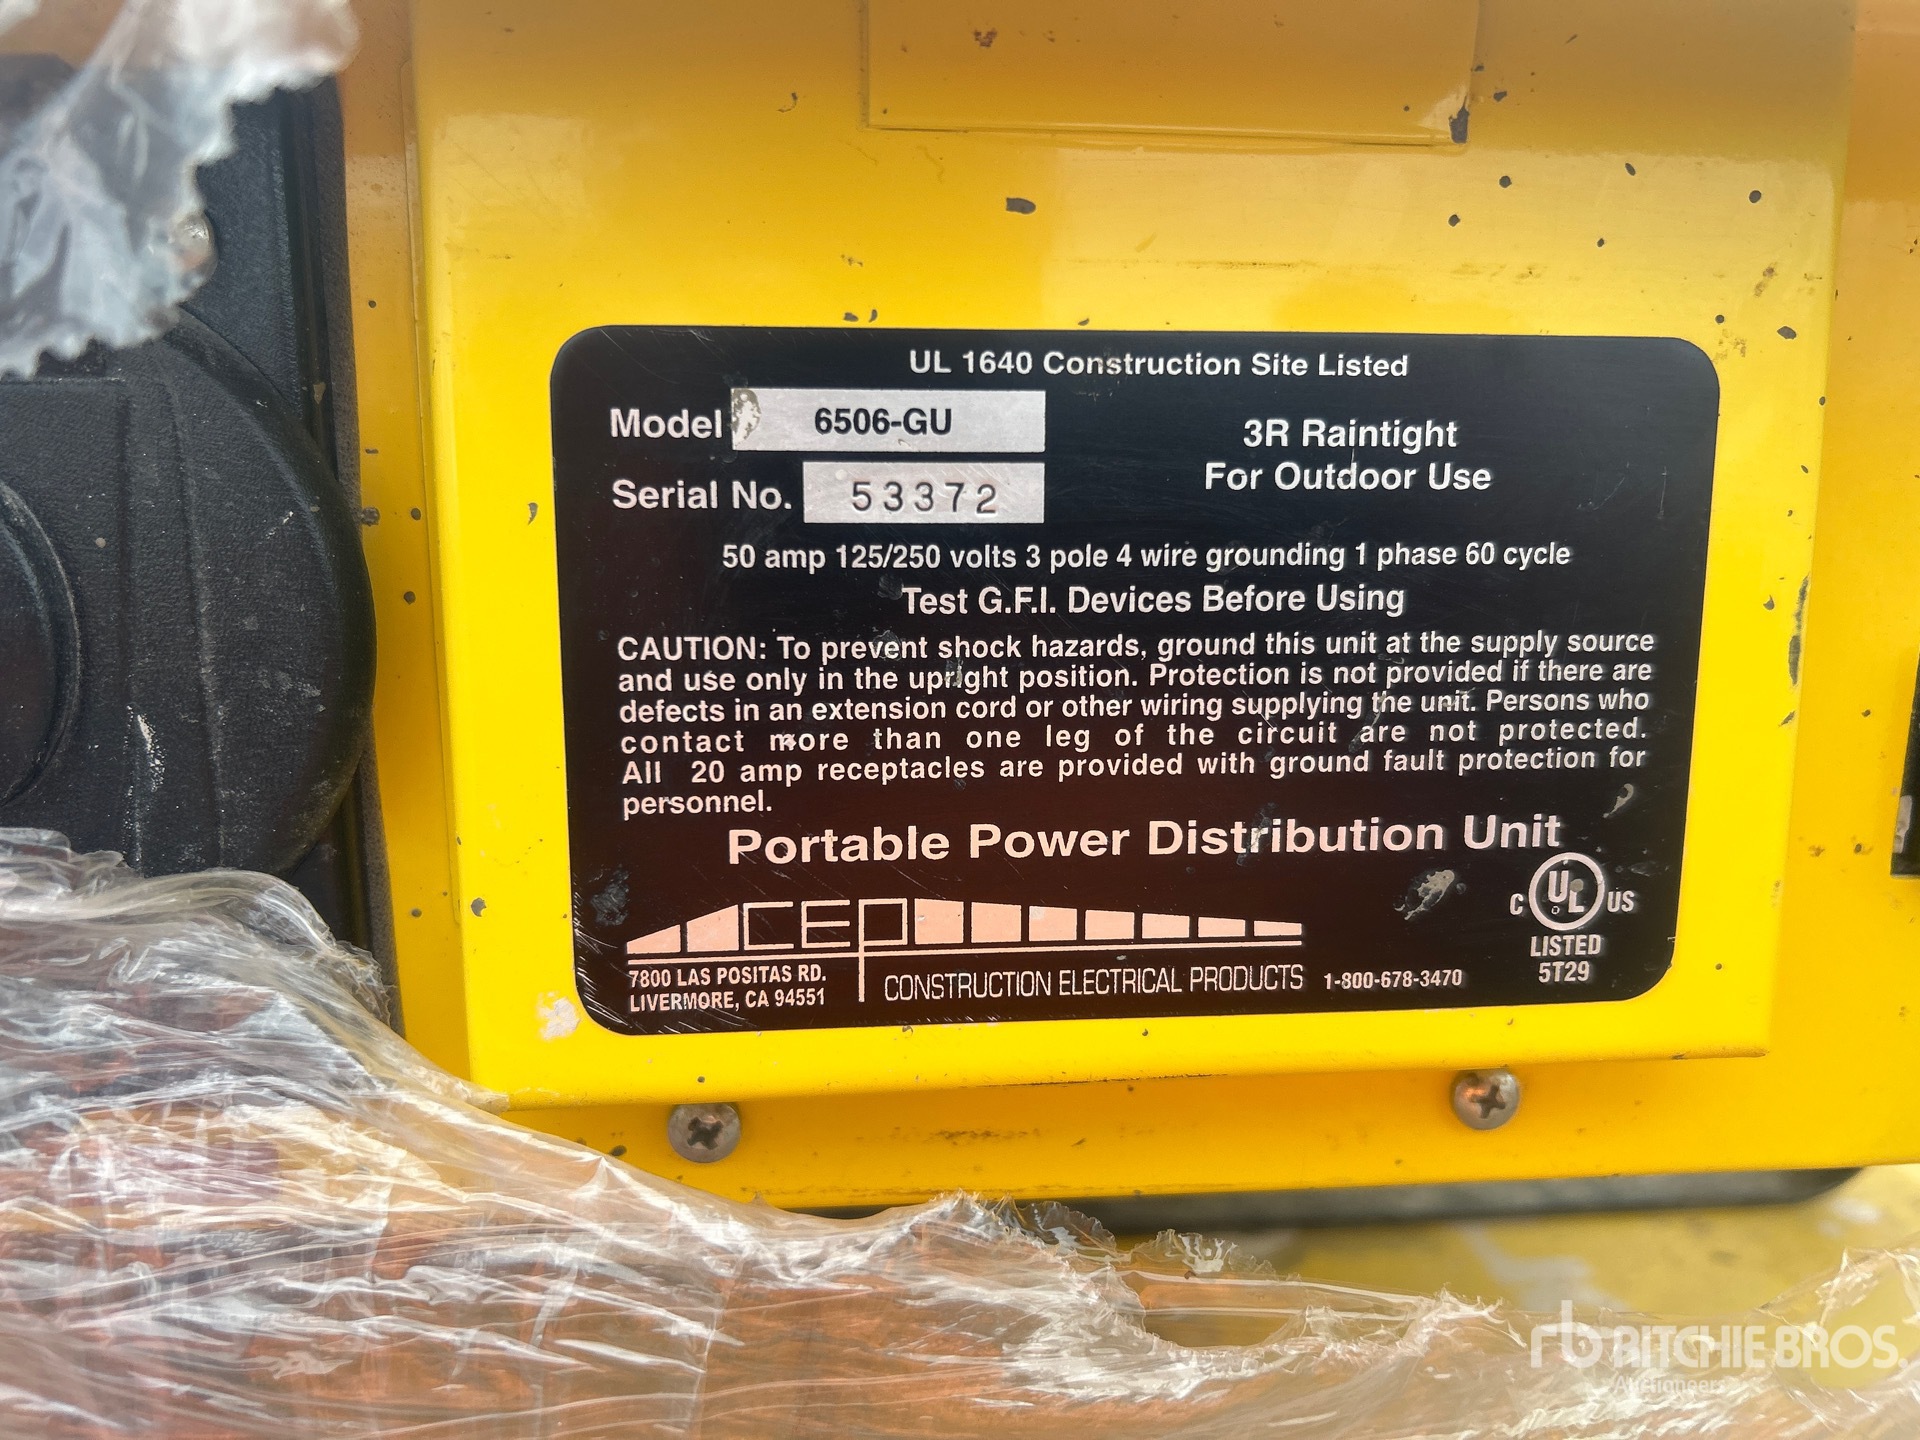 UL 1640 Construction Site Listed
Model 6506-GU
3R Raintight
For Outdoor Use
Serial No. 53372
50 amp 125/250 volts 3 pole 4 wire grounding 1 phase 60 cycle
Test G.F.I. Devices Before Using
CAUTION: To prevent shock hazards, ground this unit at the supply source
and use only in the upright position. Protection is not provided if there are
defects in an extension cord or other wiring supplying the unit. Persons who
contact more than one leg of the circuit are not protected.
All 20 amp receptacles are provided with ground fault protection for
personnel.
Portable Power Distribution Unit
CEP
7800 LAS POSITAS RD.
LIVERMORE, CA 94551
CONSTRUCTION ELECTRICAL PRODUCTS 1-800-678-3470
C UL US
®
LISTED
5T29
rb RITCHIE BROS.
Auctioneers